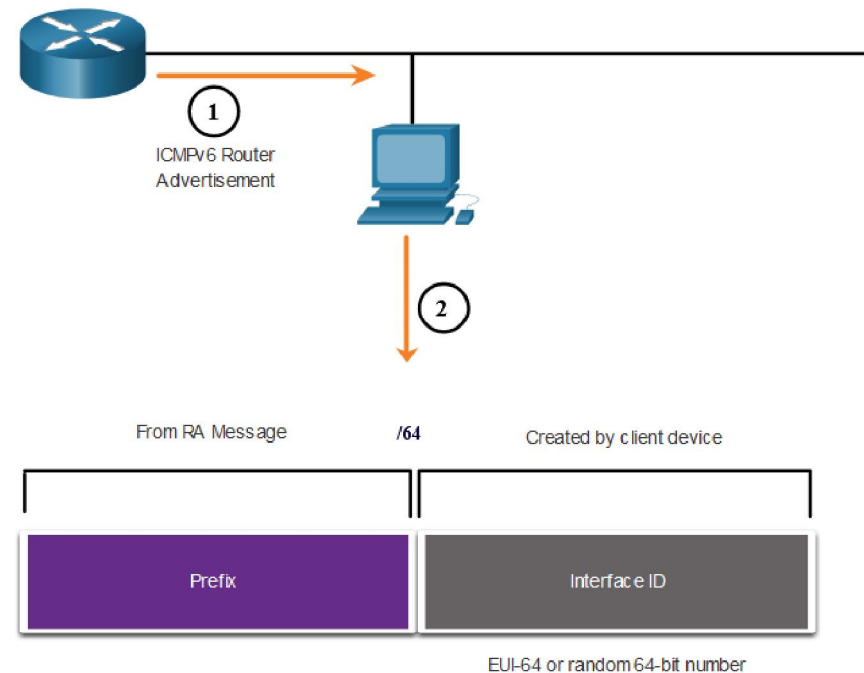 1
ICMPv6 Router
Advertisement
2
From RA Message
/64
Created by client device
Prefix
Interface ID
EUI-64 or random 64-bit number